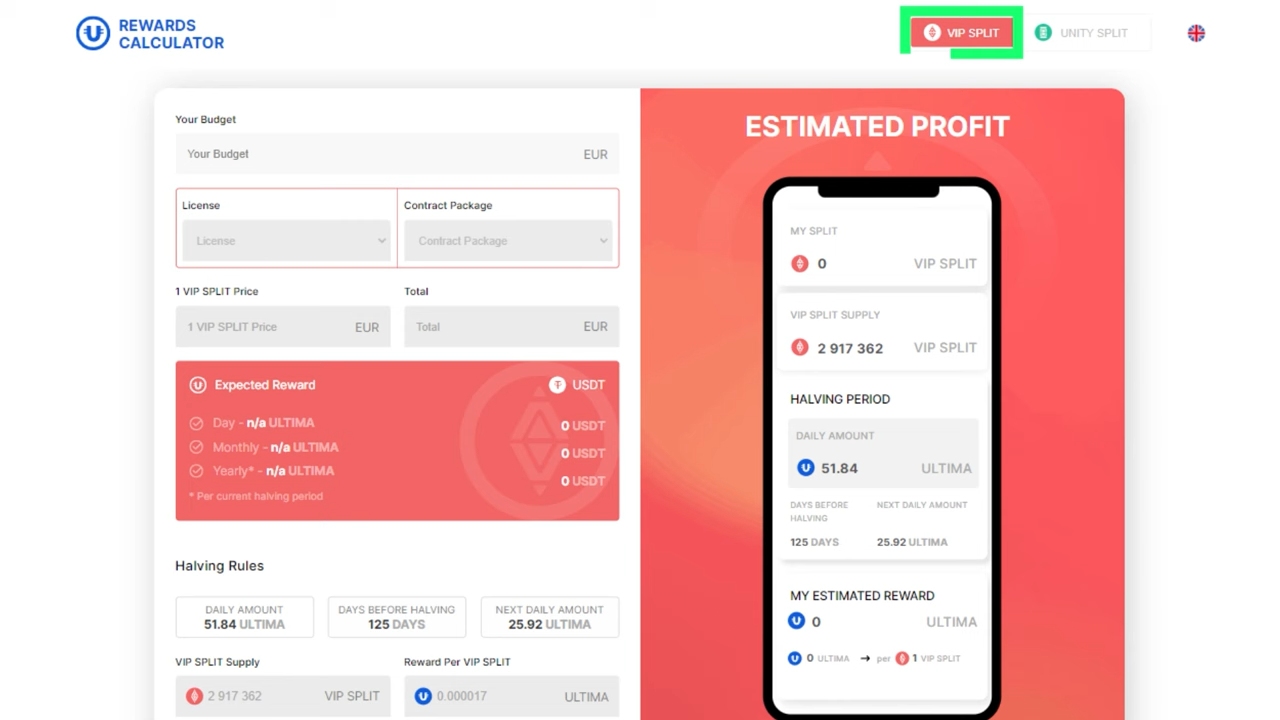 REWARDS
CALCULATOR
VIP SPLIT
UNITY SPLIT
Your Budget
Your Budget EUR
License Contract Package
License Contract Package
1 VIP SPLIT Price Total
1 VIP SPLIT Price EUR Total EUR
Expected Reward USDT
Day - n/a ULTIMA 0 USDT
Monthly - n/a ULTIMA 0 USDT
Yearly* - n/a ULTIMA 0 USDT
* Per current halving period
Halving Rules
DAILY AMOUNT DAYS BEFORE HALVING NEXT DAILY AMOUNT
51.84 ULTIMA 125 DAYS 25.92 ULTIMA
VIP SPLIT Supply Reward Per VIP SPLIT
2 917 362 VIP SPLIT 0.000017 ULTIMA
ESTIMATED PROFIT
MY SPLIT
0 VIP SPLIT
VIP SPLIT SUPPLY
2 917 362 VIP SPLIT
HALVING PERIOD
DAILY AMOUNT
51.84 ULTIMA
DAYS BEFORE NEXT DAILY AMOUNT
HALVING
125 DAYS 25.92 ULTIMA
MY ESTIMATED REWARD
0 ULTIMA
0 ULTIMA → per 1 VIP SPLIT